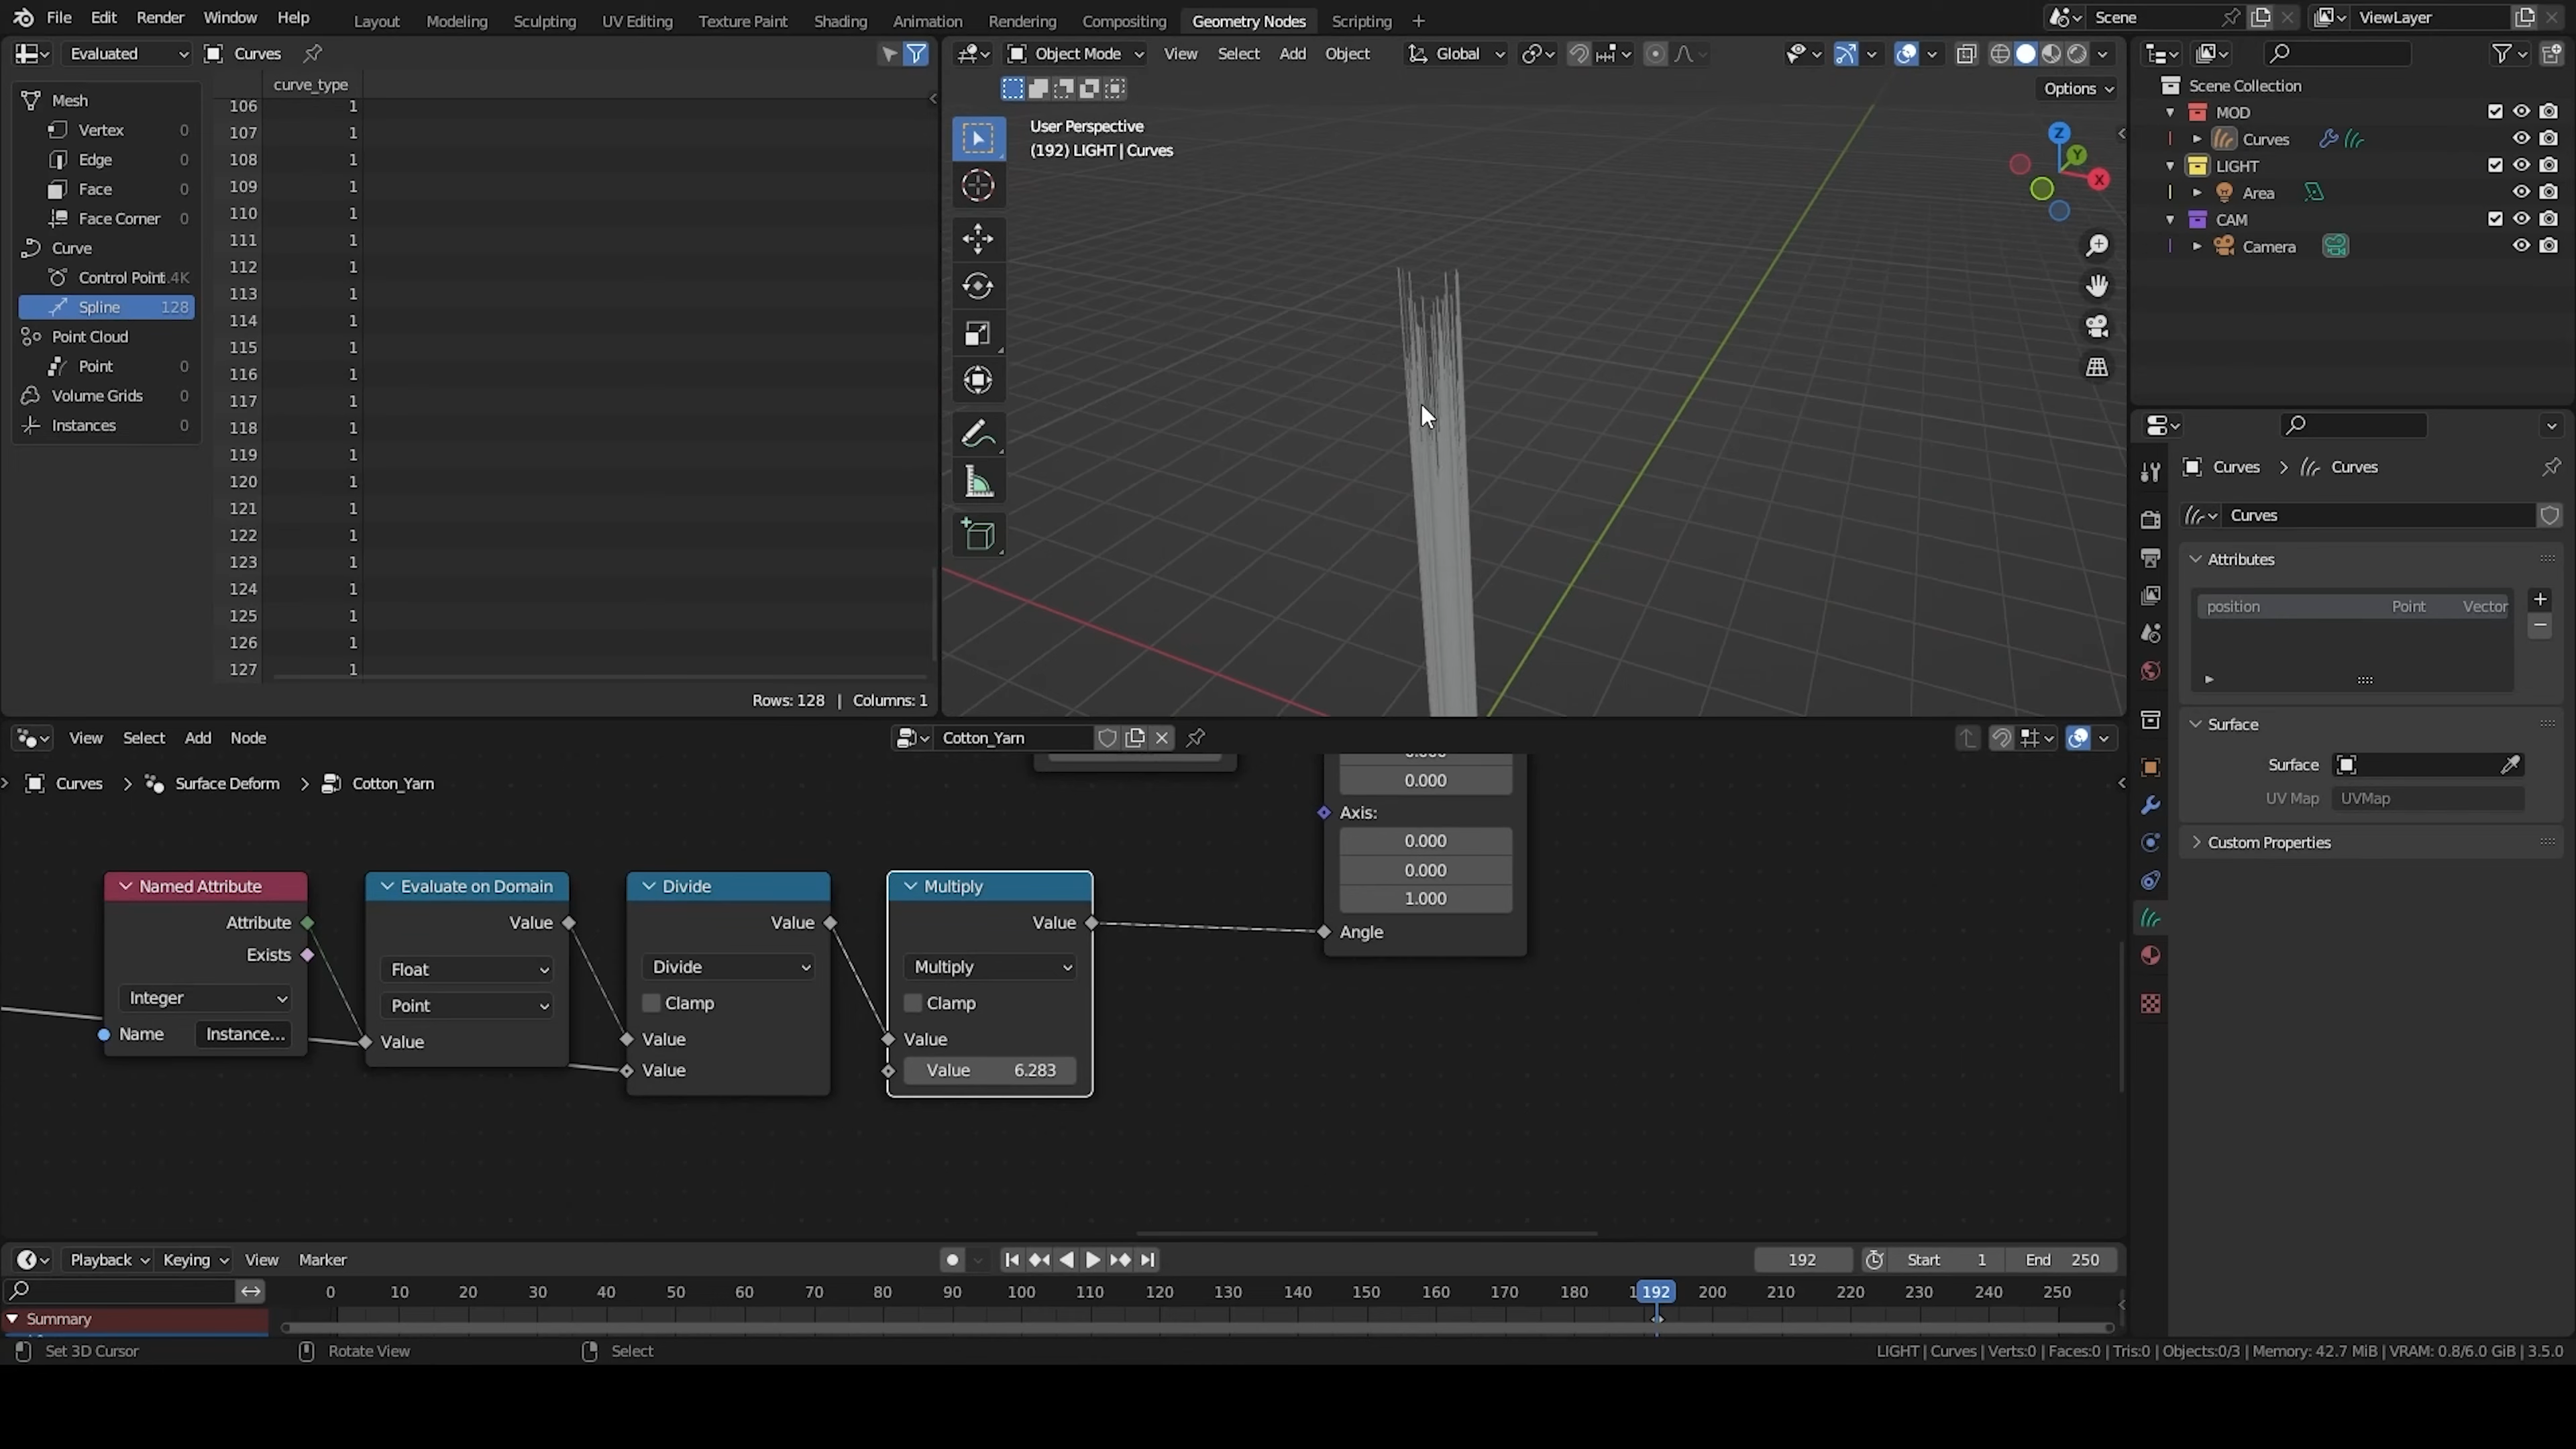 File Edit Render Window Help
Layout Modeling Sculpting UV Editing Texture Paint Shading Animation Rendering Compositing Geometry Nodes Scripting +
Scene
ViewLayer
Evaluated
Curves
curve_type
Mesh
Vertex 0
Edge 0
Face 0
Face Corner 0
Curve
Control Point .4K
Spline 128
Point Cloud
Point 0
Volume Grids 0
Instances 0
106 1
107 1
108 1
109 1
110 1
111 1
112 1
113 1
114 1
115 1
116 1
117 1
118 1
119 1
120 1
121 1
122 1
123 1
124 1
125 1
126 1
127 1
Rows: 128 | Columns: 1
Object Mode View Select Add Object Global
Options
User Perspective
(192) LIGHT | Curves
Z
Y
X
Scene Collection
MOD
Curves
LIGHT
Area
CAM
Camera
Curves > Curves
Curves
Attributes
position Point Vector
Surface
Surface
UV Map UVMap
Custom Properties
View Select Add Node
Cotton_Yarn
Curves > Surface Deform > Cotton_Yarn
Named Attribute
Attribute
Exists
Integer
Name Instance...
Evaluate on Domain
Value
Float
Point
Value
Divide
Value
Divide
Clamp
Value
Value
Multiply
Value
Multiply
Clamp
Value
Value 6.283
0.000
Axis:
0.000
0.000
1.000
Angle
Playback Keying View Marker
192
Start 1
End 250
0 10 20 30 40 50 60 70 80 90 100 110 120 130 140 150 160 170 180 192 200 210 220 230 240 250
Summary
Set 3D Cursor
Rotate View
Select
LIGHT | Curves | Verts:0 | Faces:0 | Tris:0 | Objects:0/3 | Memory: 42.7 MiB | VRAM: 0.8/6.0 GiB | 3.5.0